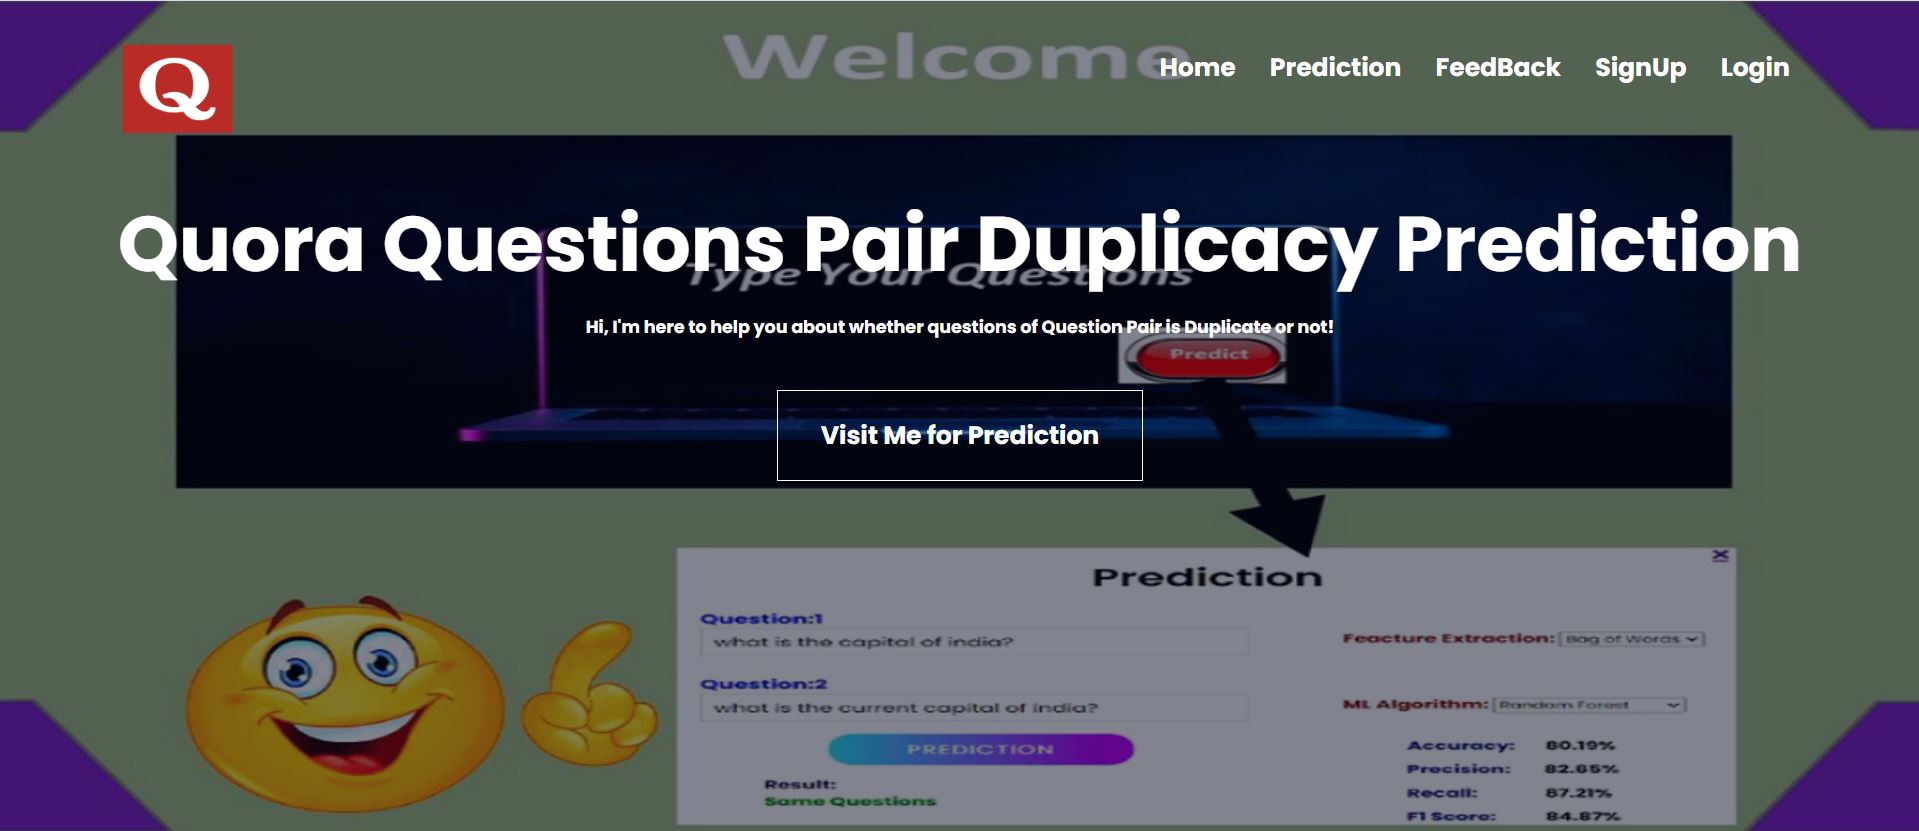 Welcome
Q
Home Prediction FeedBack SignUp Login
Quora Questions Pair Duplicacy Prediction
Type Your Questions
Hi, I'm here to help you about whether questions of Question Pair is Duplicate or not!
Predict
Visit Me for Prediction
Prediction
Question:1
what is the capital of india?
Feacture Extraction: Bag of Words
Question:2
what is the current capital of india?
ML Algorithm: Random Forest
PREDICTION
Accuracy: 80.19%
Precision: 82.65%
Result:
Recall: 87.21%
Same Questions
F1 Score: 84.87%